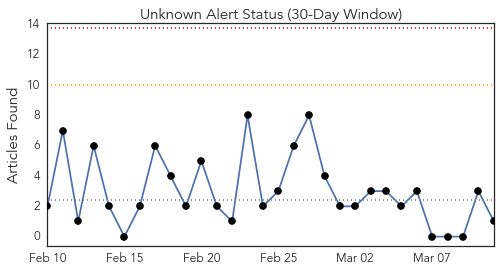 Unknown Alert Status (30-Day Window)
14
12
10
8
6
4
2
0
Articles Found
Feb 10 Feb 15 Feb 20 Feb 25 Mar 02 Mar 07